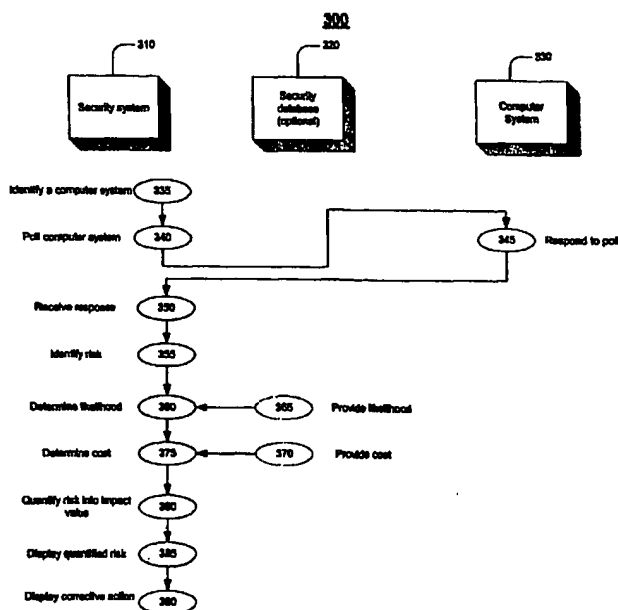 300
310
320
330
Security system
Security
database
(optional)
Computer
System
Identify a computer system
335
Poll computer system
340
345
Respond to poll
Receive response
350
Identify risk
355
Determine likelihood
360
365
Provide likelihood
Determine cost
375
370
Provide cost
Quantify risk into impact
value
380
Display quantified risk
385
Display corrective action
390